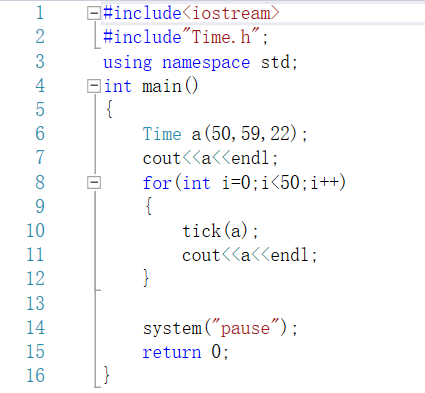 1 #include<iostream>
2 #include"Time.h";
3 using namespace std;
4 int main()
5 {
6 Time a(50,59,22);
7 cout<<a<<endl;
8 for(int i=0;i<50;i++)
9 {
10 tick(a);
11 cout<<a<<endl;
12 }
13
14 system("pause");
15 return 0;
16 }